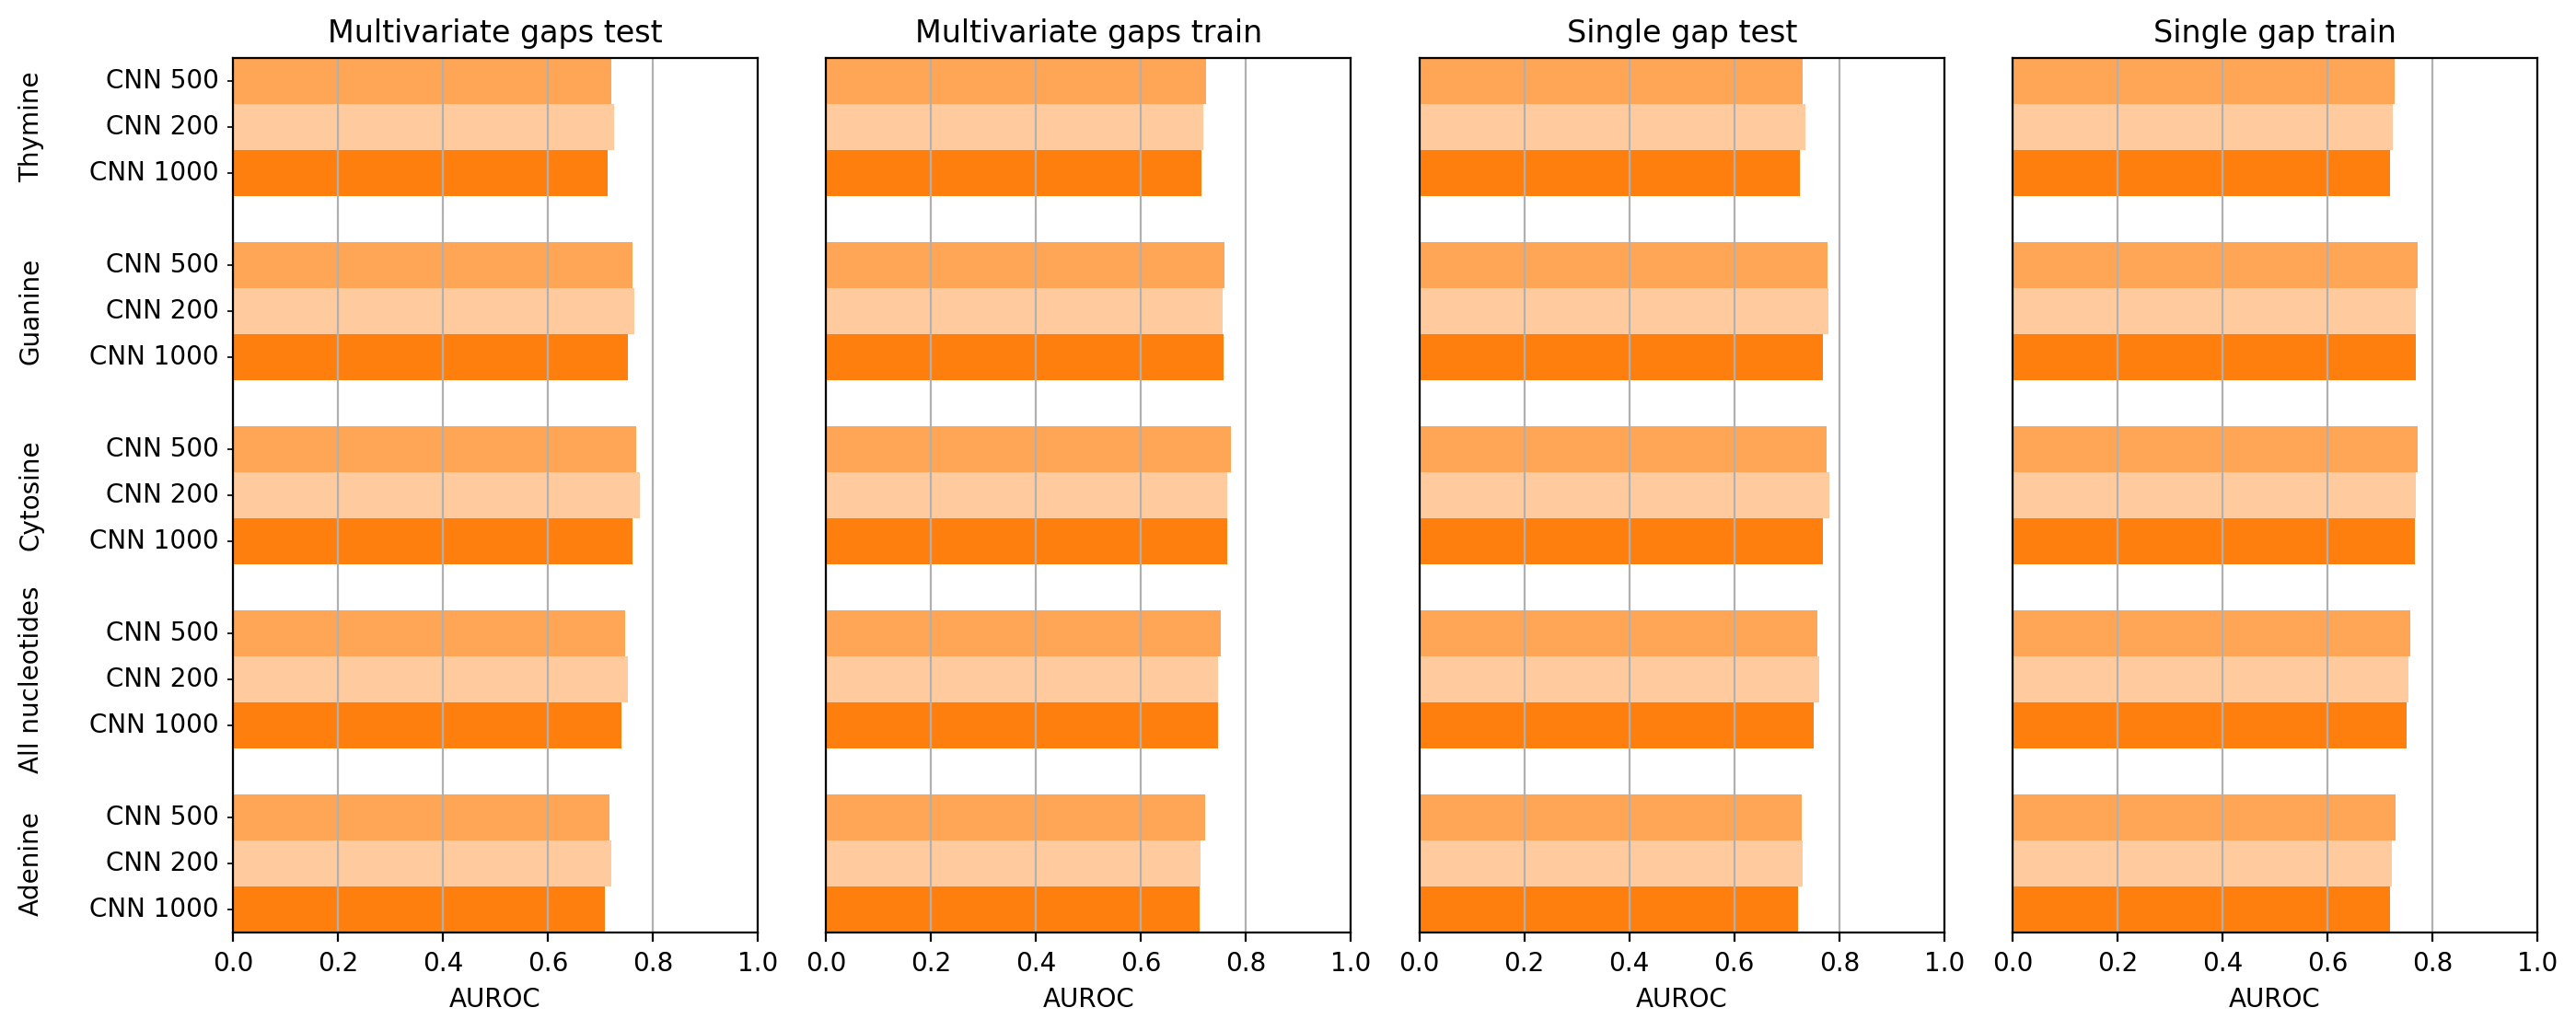 Multivariate gaps test
Multivariate gaps train
Single gap test
Single gap train
Thymine
CNN 500
CNN 200
CNN 1000
Guanine
CNN 500
CNN 200
CNN 1000
Cytosine
CNN 500
CNN 200
CNN 1000
All nucleotides
CNN 500
CNN 200
CNN 1000
Adenine
CNN 500
CNN 200
CNN 1000
0.0 0.2 0.4 0.6 0.8 1.0
0.0 0.2 0.4 0.6 0.8 1.0
0.0 0.2 0.4 0.6 0.8 1.0
0.0 0.2 0.4 0.6 0.8 1.0
AUROC
AUROC
AUROC
AUROC